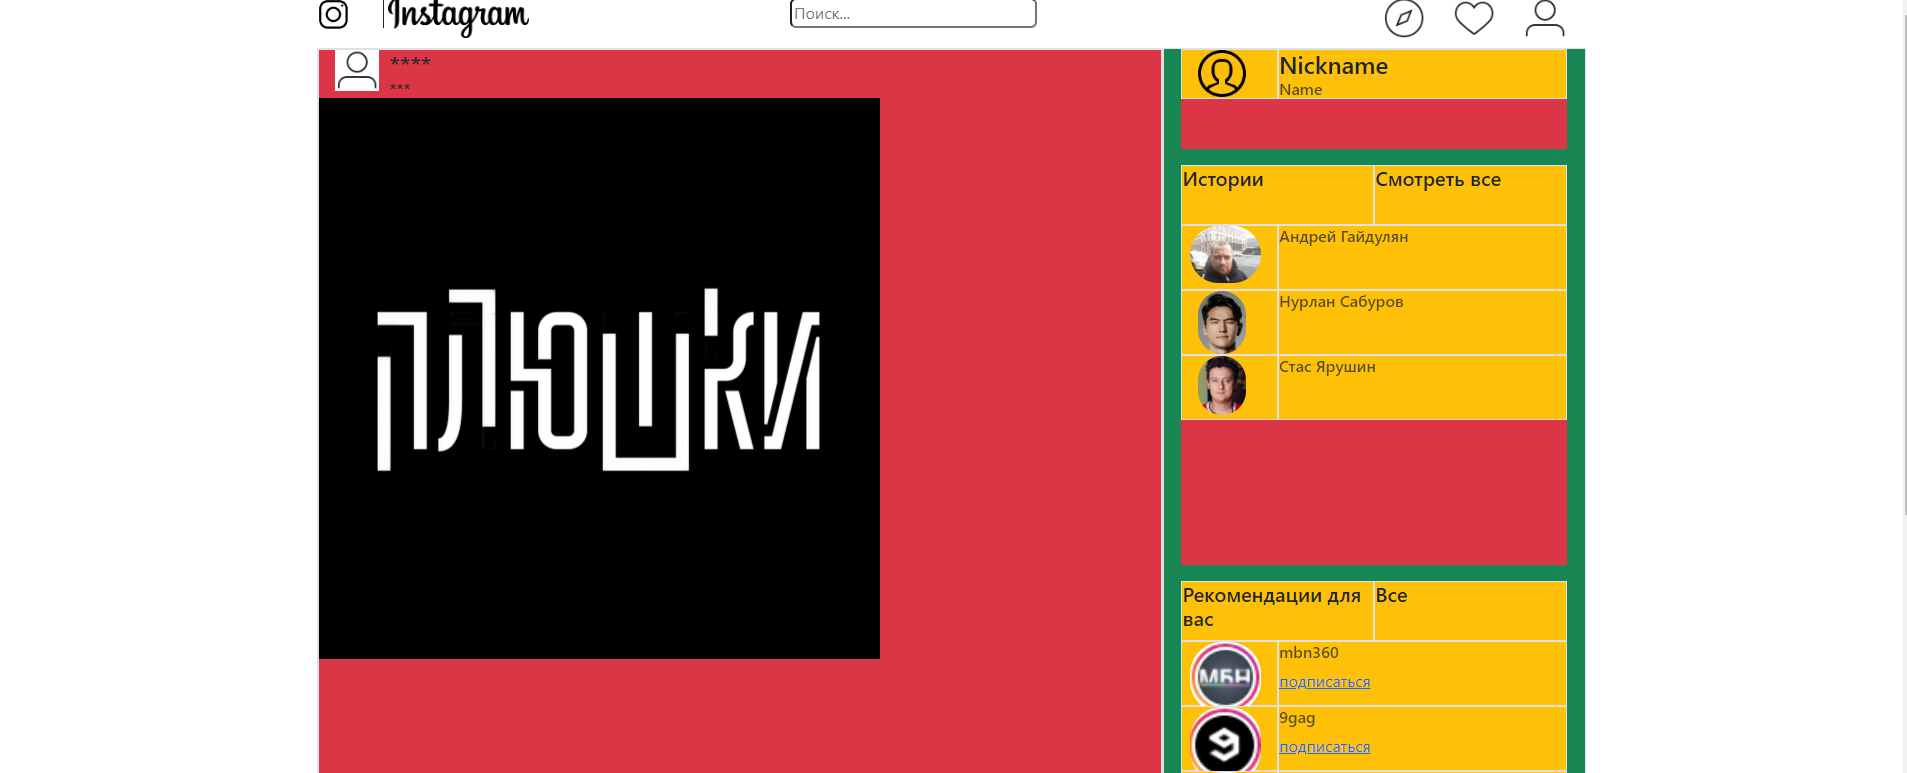 Instagram
Поиск...
****
***
плюшки
Nickname
Name
Истории
Смотреть все
Андрей Гайдулян
Нурлан Сабуров
Стас Ярушин
Рекомендации для
вас
Все
МБН
mbn360
подписаться
9
9gag
подписаться